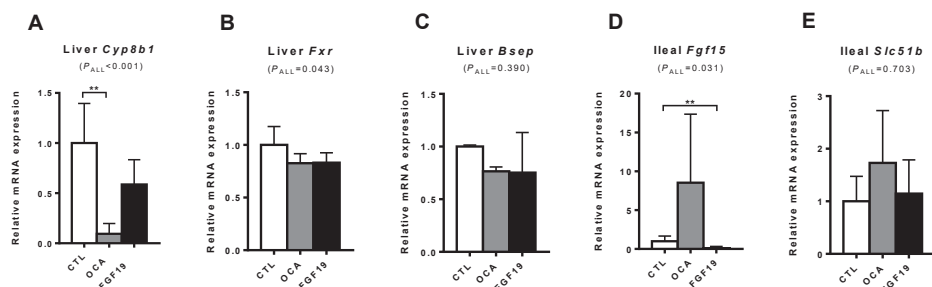 A
Liver Cyp8b1
(PALL<0.001)
Relative mRNA expression
1.5
1.0
0.5
0.0
**
CTL
OCA
FGF19
B
Liver Fxr
(PALL=0.043)
Relative mRNA expression
1.5
1.0
0.5
0.0
CTL
OCA
FGF19
C
Liver Bsep
(PALL=0.390)
Relative mRNA expression
1.5
1.0
0.5
0.0
CTL
OCA
FGF19
D
Ileal Fgf15
(PALL=0.031)
Relative mRNA expression
20
15
10
5
0
**
CTL
OCA
FGF19
E
Ileal Slc51b
(PALL=0.703)
Relative mRNA expression
3
2
1
0
CTL
OCA
FGF19